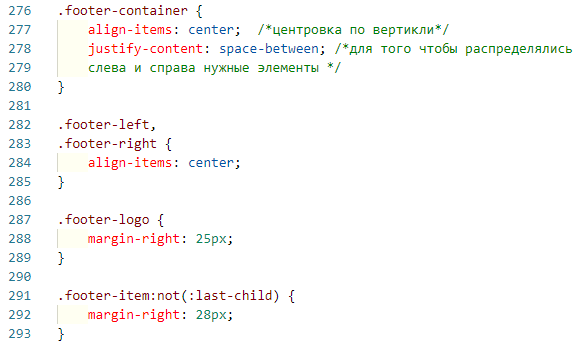 276 .footer-container {
277 align-items: center; /*центровка по вертикли*/
278 justify-content: space-between; /*для того чтобы распределялись
279 слева и справа нужные элементы */
280 }
281
282 .footer-left,
283 .footer-right {
284 align-items: center;
285 }
286
287 .footer-logo {
288 margin-right: 25px;
289 }
290
291 .footer-item:not(:last-child) {
292 margin-right: 28px;
293 }